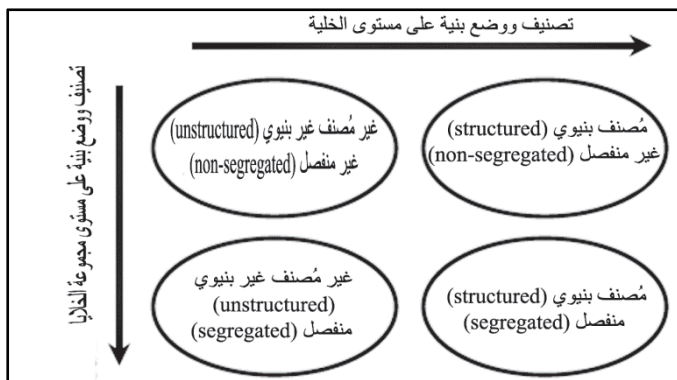 تصنيف ووضع بنية على مستوى الخلية
تصنيف ووضع بنية على مستوى مجموعة الخلايا
مُصنف بنيوي (structured)
غير منفصل (non-segregated)
غير مُصنف غير بنيوي (unstructured)
غير منفصل (non-segregated)
مُصنف بنيوي (structured)
منفصل (segregated)
غير مُصنف غير بنيوي
(unstructured)
منفصل (segregated)